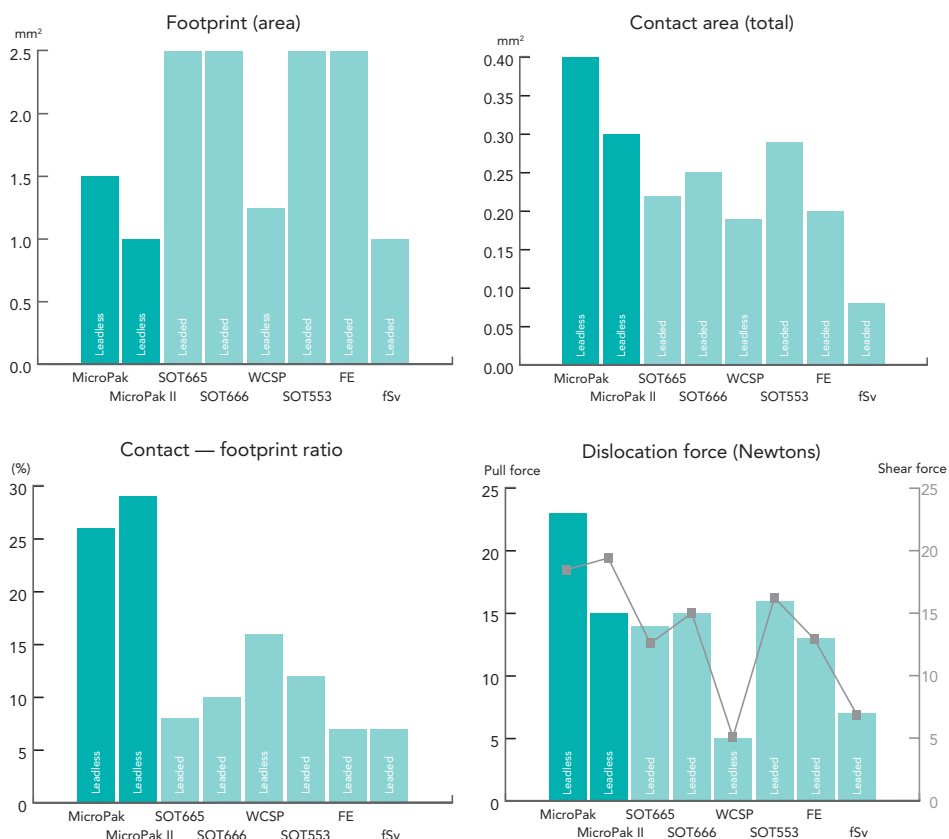 Footprint (area)
mm²
2.5
2.0
1.5
1.0
0.5
0.0
Leadless
Leadless
Leaded
Leaded
Leadless
Leaded
Leaded
Leaded
MicroPak SOT665 WCSP FE
MicroPak II SOT666 SOT553 fSv
Contact area (total)
mm²
0.40
0.35
0.30
0.25
0.20
0.15
0.10
0.05
0.00
Leadless
Leadless
Leaded
Leaded
Leadless
Leaded
Leaded
Leaded
MicroPak SOT665 WCSP FE
MicroPak II SOT666 SOT553 fSv
Contact — footprint ratio
(%)
30
25
20
15
10
5
0
Leadless
Leadless
Leaded
Leaded
Leadless
Leaded
Leaded
Leaded
MicroPak SOT665 WCSP FE
MicroPak II SOT666 SOT553 fSv
Dislocation force (Newtons)
Pull force Shear force
25 25
20 20
15 15
10 10
5 5
0 0
Leadless
Leadless
Leaded
Leaded
Leadless
Leaded
Leaded
Leaded
MicroPak SOT665 WCSP FE
MicroPak II SOT666 SOT553 fSv